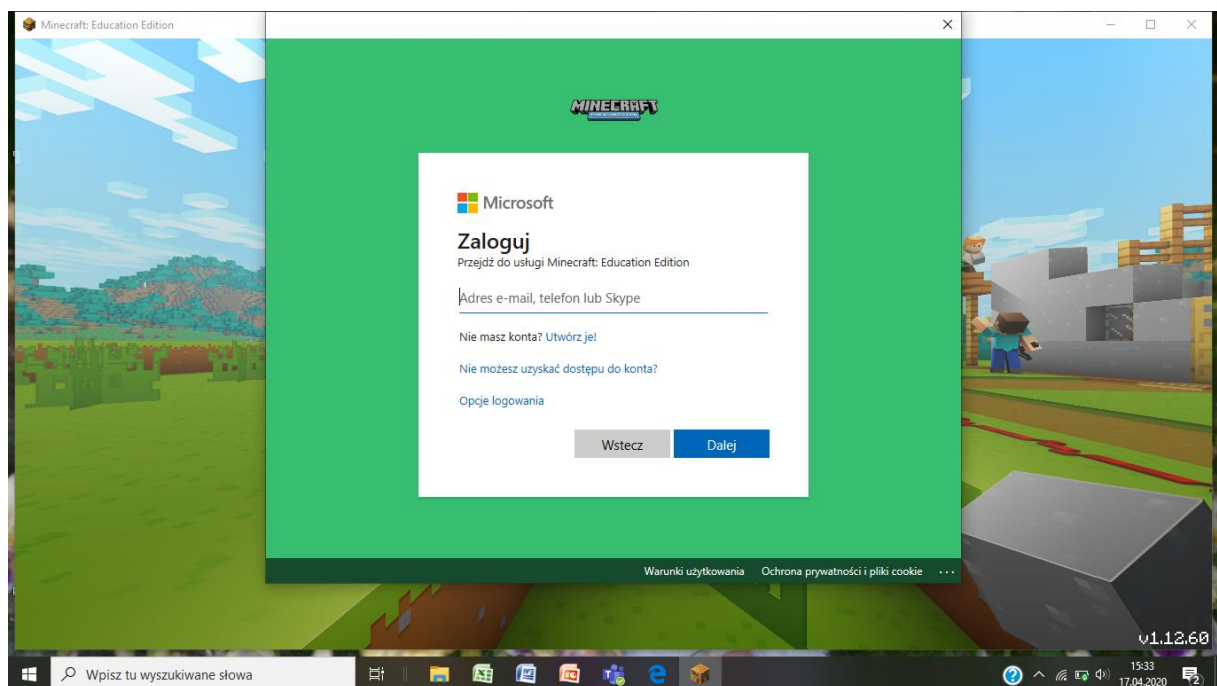 Minecraft: Education Edition
MINECRAFT
Microsoft
Zaloguj
Przejdź do usługi Minecraft: Education Edition
Adres e-mail, telefon lub Skype
Nie masz konta? Utwórz je!
Nie możesz uzyskać dostępu do konta?
Opcje logowania
Wstecz Dalej
Warunki użytkowania Ochrona prywatności i pliki cookie ...
v1.12.60
Wpisz tu wyszukiwane słowa
15:33
17.04.2020
2